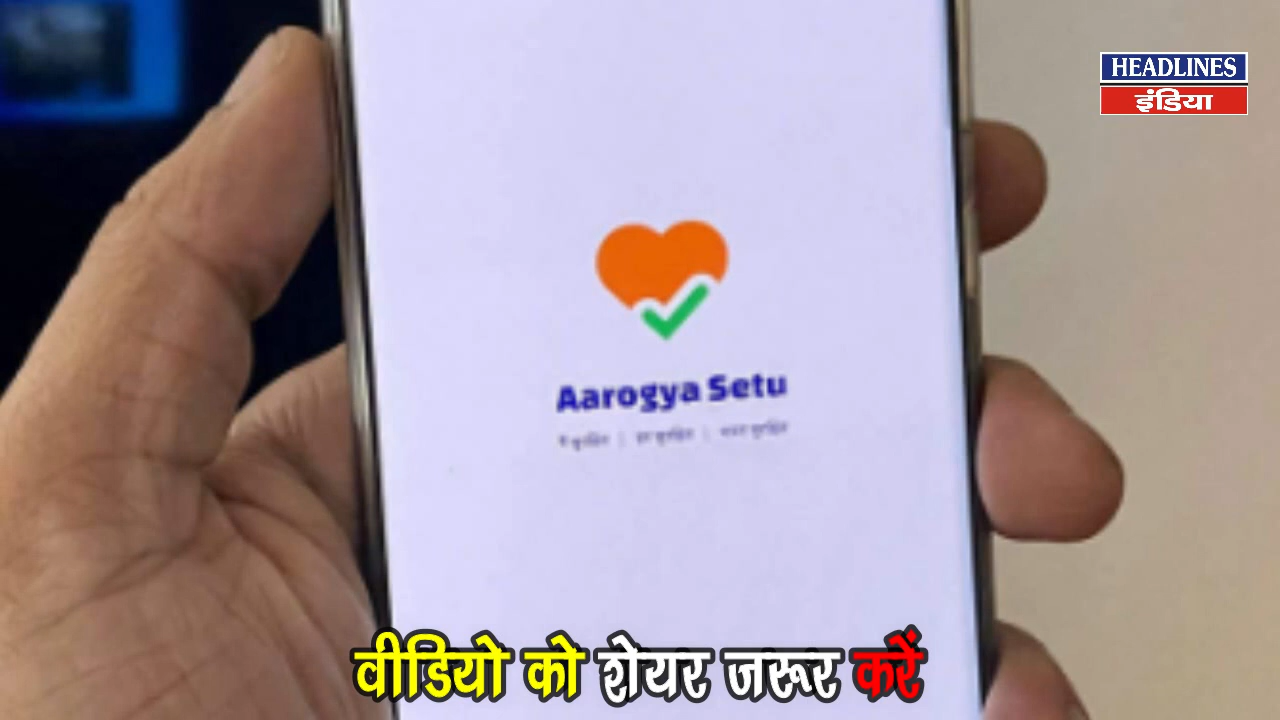 HEADLINES
इंडिया
Aarogya Setu
वीडियो को शेयर जरूर करें